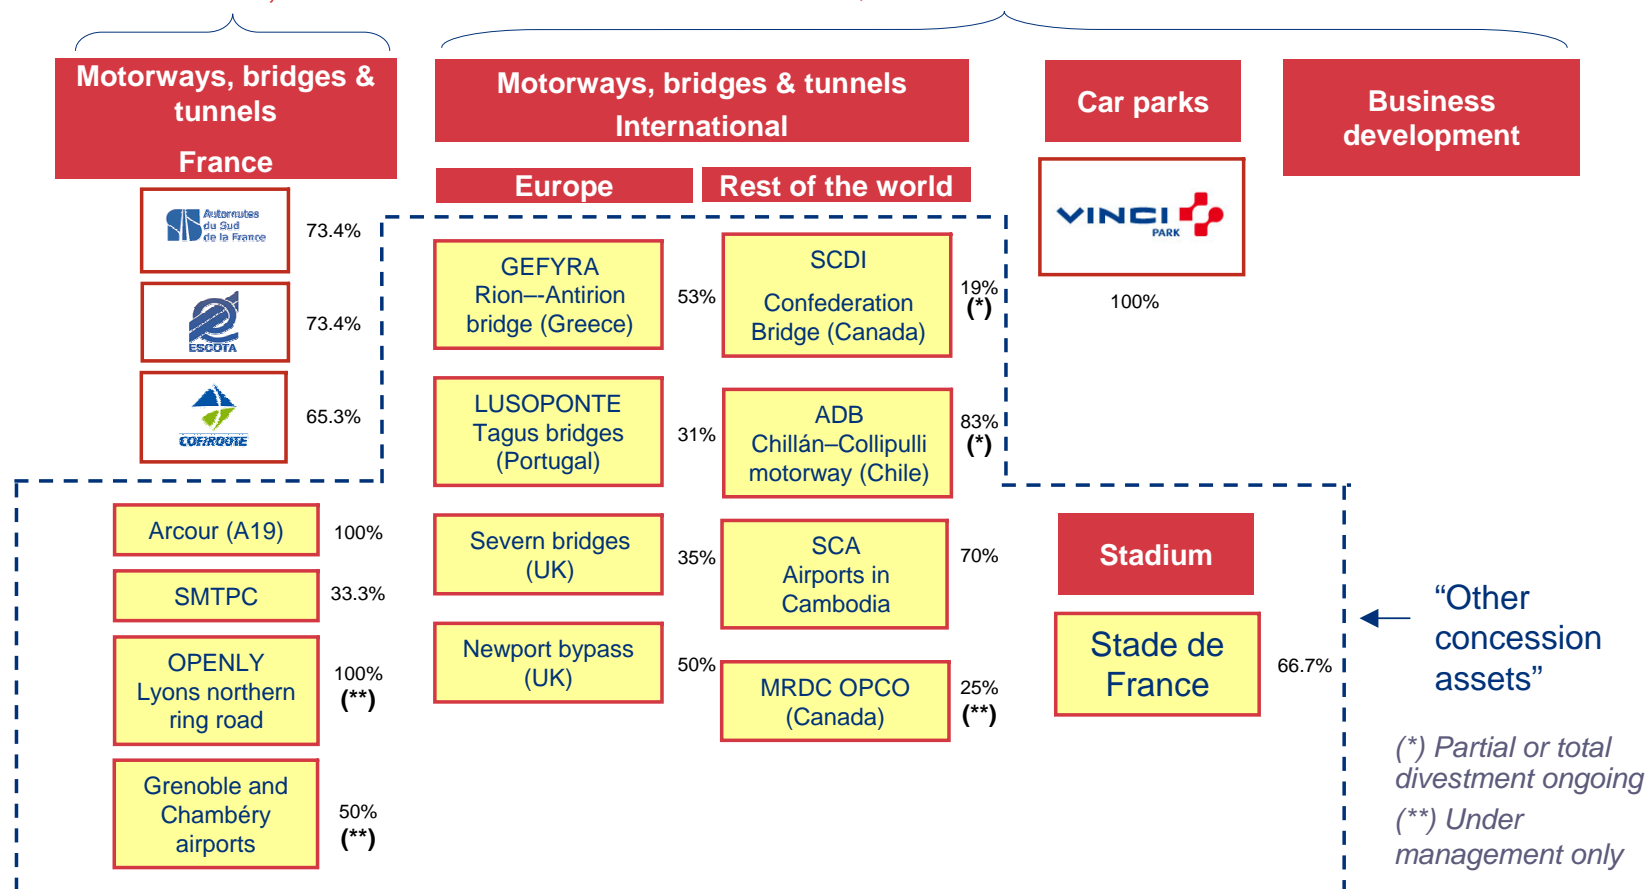 Motorways, bridges &
tunnels
France
Motorways, bridges & tunnels
International
Car parks
Business
development
Europe
Rest of the world
Autoroutes
du Sud
de la France
73.4%
ESCOTA
73.4%
COFIROUTE
65.3%
Arcour (A19)
100%
SMTPC
33.3%
OPENLY
Lyons northern
ring road
100%
(**)
Grenoble and
Chambéry
airports
50%
(**)
GEFYRA
Rion–-Antirion
bridge (Greece)
53%
LUSOPONTE
Tagus bridges
(Portugal)
31%
Severn bridges
(UK)
35%
Newport bypass
(UK)
50%
SCDI
Confederation
Bridge (Canada)
19%
(*)
ADB
Chillán–Collipulli
motorway (Chile)
83%
(*)
SCA
Airports in
Cambodia
70%
MRDC OPCO
(Canada)
25%
(**)
VINCI
PARK
100%
Stadium
Stade de
France
66.7%
“Other
concession
assets”
(*) Partial or total
divestment ongoing
(**) Under
management only